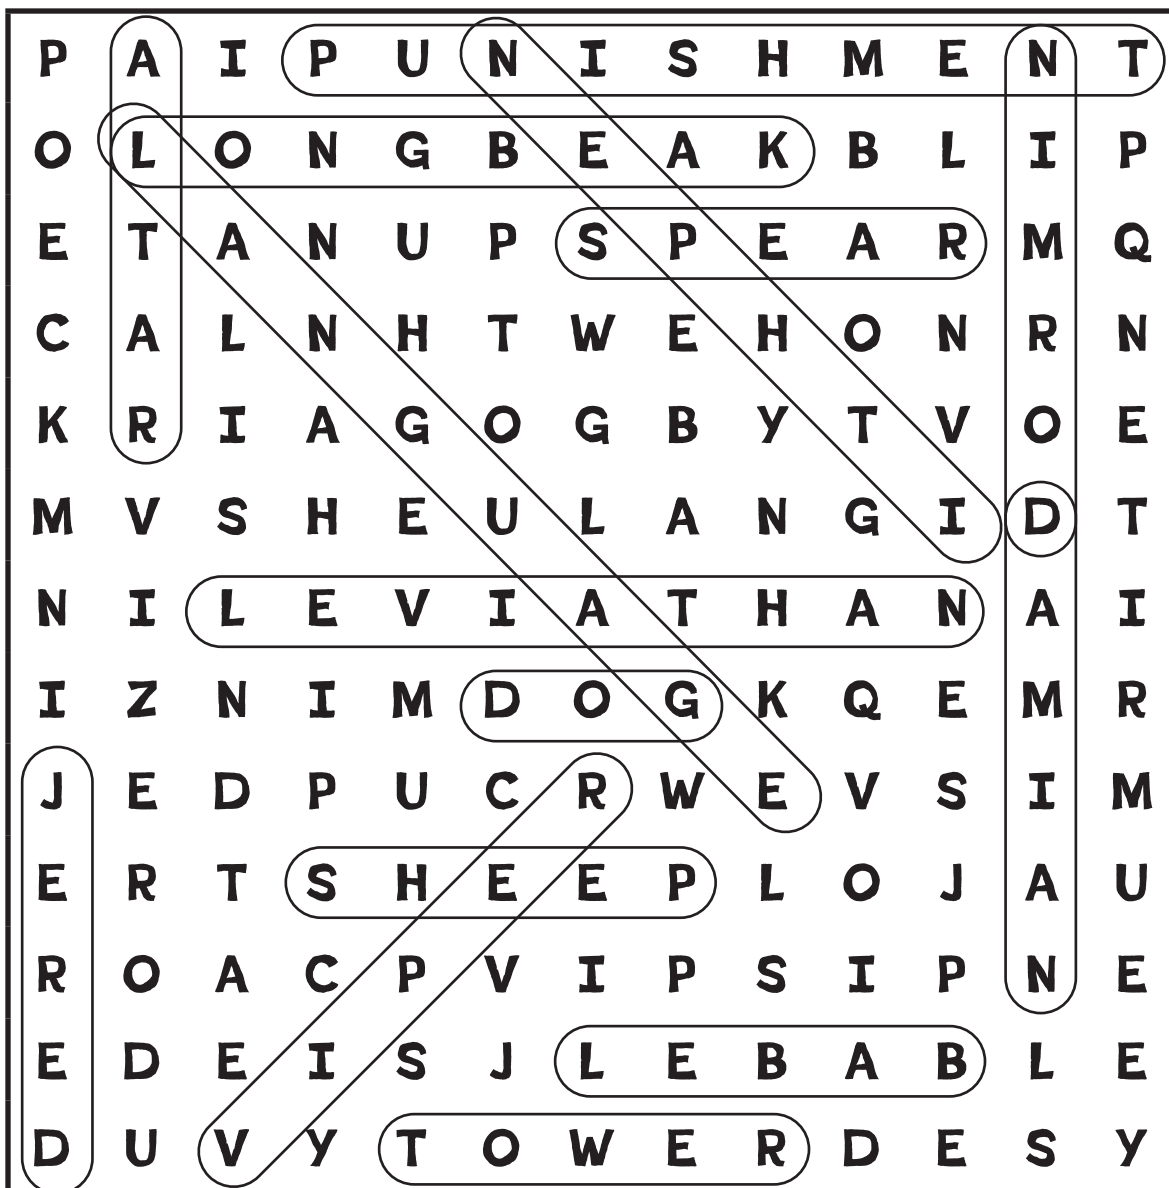 P A I P U N I S H M E N T
O L O N G B E A K B L I P
E T A N U P S P E A R M Q
C A L N H T W E H O N R N
K R I A G O G B Y T V O E
M V S H E U L A N G I D T
N I L E V I A T H A N A I
I Z N I M D O G K Q E M R
J E D P U C R W E V S I M
E R T S H E E P L O J A U
R O A C P V I P S I P N E
E D E I S J L E B A B L E
D U V Y T O W E R D E S Y